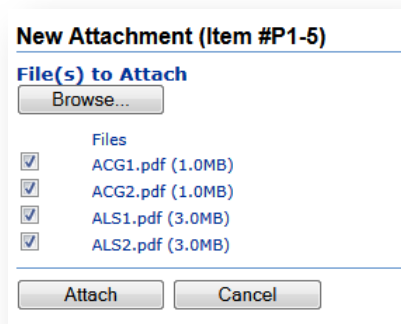 New Attachment (Item #P1-5)
File(s) to Attach
Browse...
Files
ACG1.pdf (1.0MB)
ACG2.pdf (1.0MB)
ALS1.pdf (3.0MB)
ALS2.pdf (3.0MB)
Attach Cancel